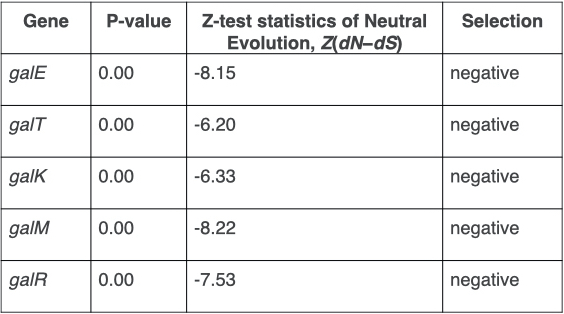 Gene P-value Z-test statistics of Neutral Selection
Evolution, Z(dN–dS)
galE 0.00 -8.15 negative
galT 0.00 -6.20 negative
galK 0.00 -6.33 negative
galM 0.00 -8.22 negative
galR 0.00 -7.53 negative